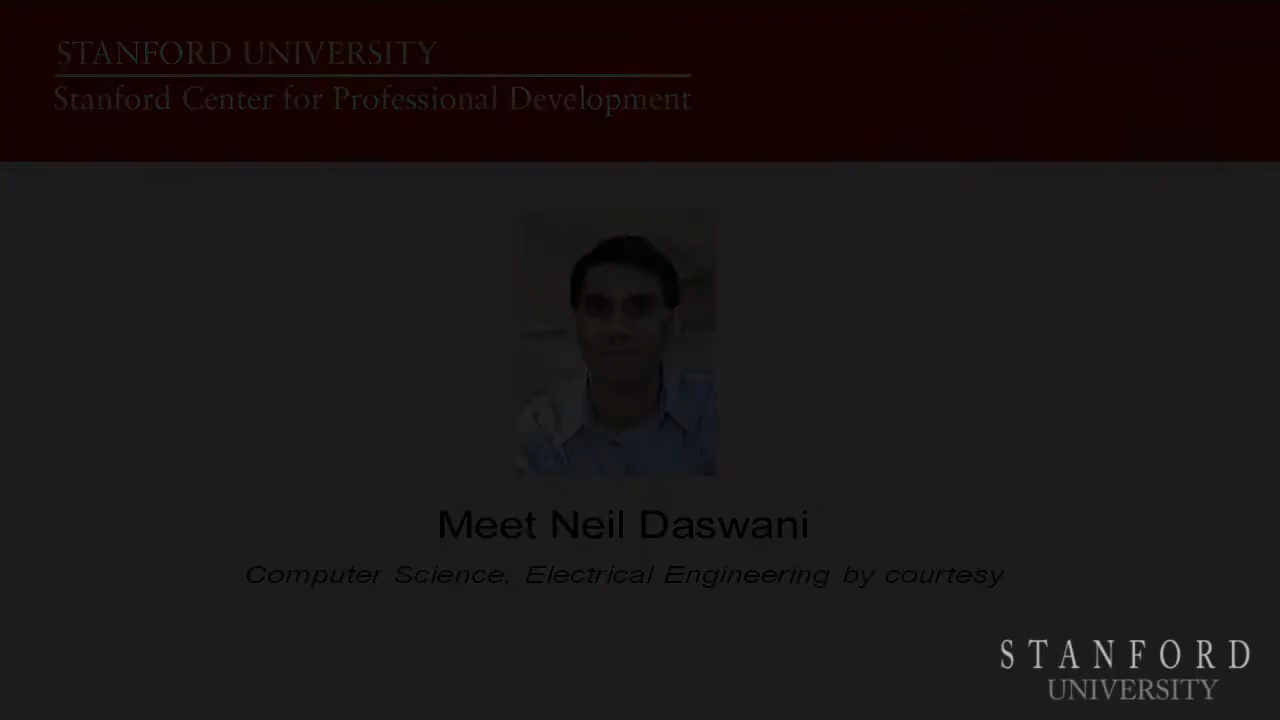 STANFORD UNIVERSITY
Stanford Center for Professional Development
Meet Neil Daswani
Computer Science, Electrical Engineering by courtesy
STANFORD
UNIVERSITY